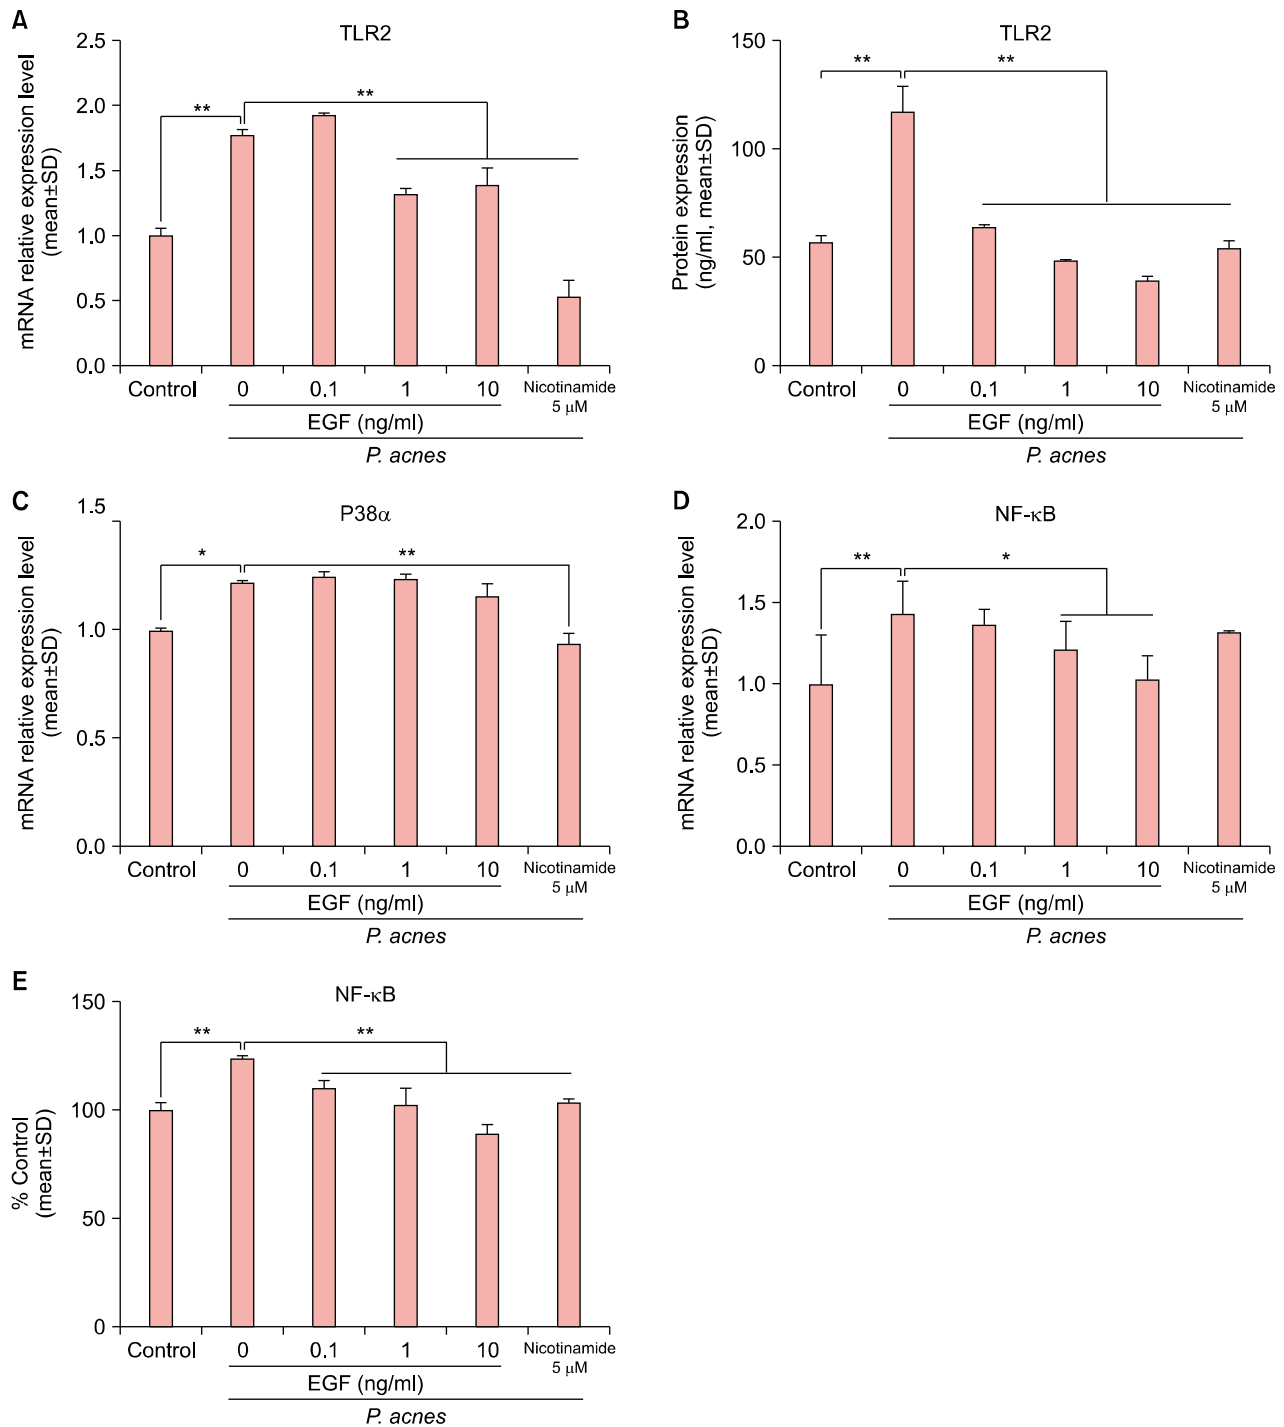 A
TLR2
mRNA relative expression level
(mean±SD)
2.5
2.0
1.5
1.0
0.5
0.0
**
**
Control
0
0.1
1
10
Nicotinamide
5 μM
EGF (ng/ml)
P. acnes
B
TLR2
Protein expression
(ng/ml, mean±SD)
150
100
50
0
**
**
Control
0
0.1
1
10
Nicotinamide
5 μM
EGF (ng/ml)
P. acnes
C
P38α
mRNA relative expression level
(mean±SD)
1.5
1.0
0.5
0.0
*
**
Control
0
0.1
1
10
Nicotinamide
5 μM
EGF (ng/ml)
P. acnes
D
NF-κB
mRNA relative expression level
(mean±SD)
2.0
1.5
1.0
0.5
0.0
**
*
Control
0
0.1
1
10
Nicotinamide
5 μM
EGF (ng/ml)
P. acnes
E
NF-κB
% Control
(mean±SD)
150
100
50
0
**
**
Control
0
0.1
1
10
Nicotinamide
5 μM
EGF (ng/ml)
P. acnes